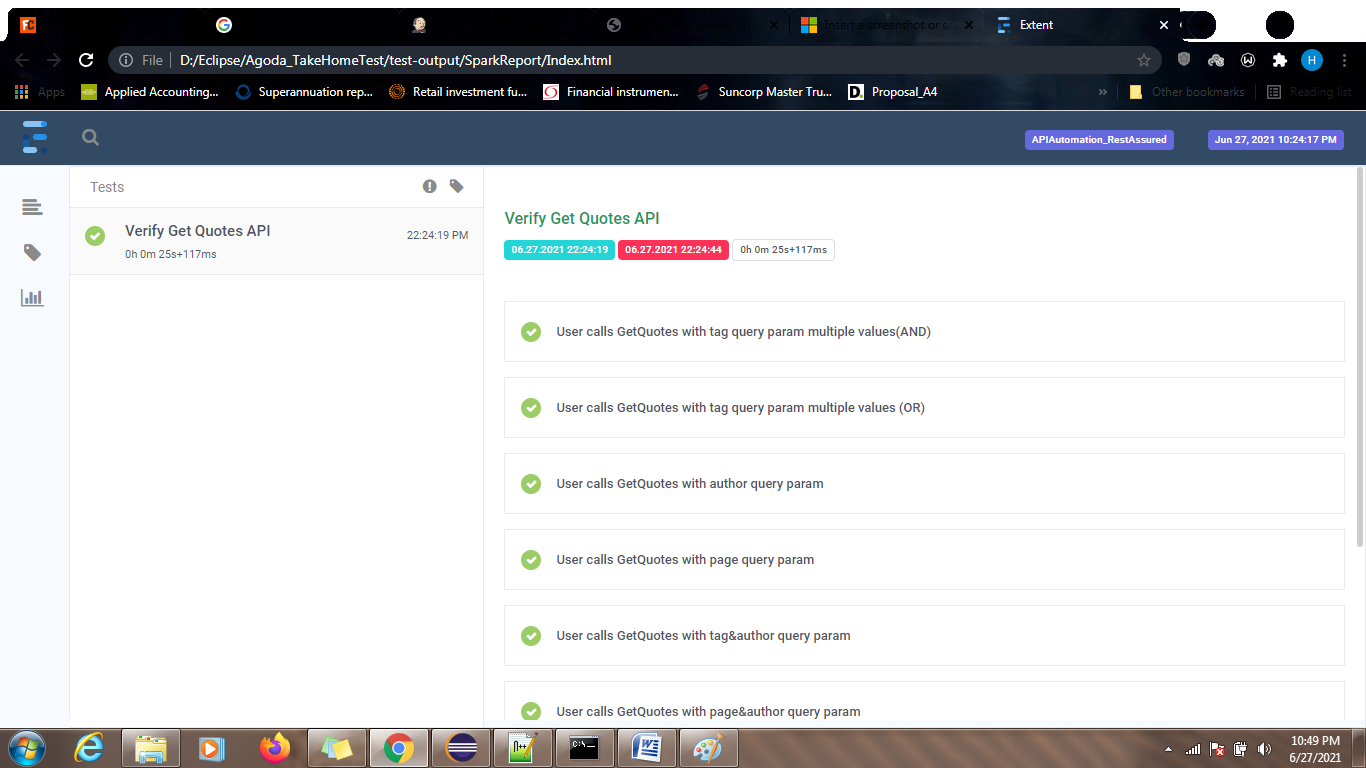 Insert a screenshot or sc
Extent
File
D:/Eclipse/Agoda_TakeHomeTest/test-output/SparkReport/Index.html
H
Apps
Applied Accounting...
Superannuation rep...
Retail investment fu...
Financial instrumen...
Suncorp Master Tru...
D.
Proposal_A4
»
Other bookmarks
Reading list
APIAutomation_RestAssured
Jun 27, 2021 10:24:17 PM
Tests
Verify Get Quotes API
22:24:19 PM
0h 0m 25s+117ms
Verify Get Quotes API
06.27.2021 22:24:19
06.27.2021 22:24:44
0h 0m 25s+117ms
User calls GetQuotes with tag query param multiple values(AND)
User calls GetQuotes with tag query param multiple values (OR)
User calls GetQuotes with author query param
User calls GetQuotes with page query param
User calls GetQuotes with tag&author query param
User calls GetQuotes with page&author query param
10:49 PM
6/27/2021